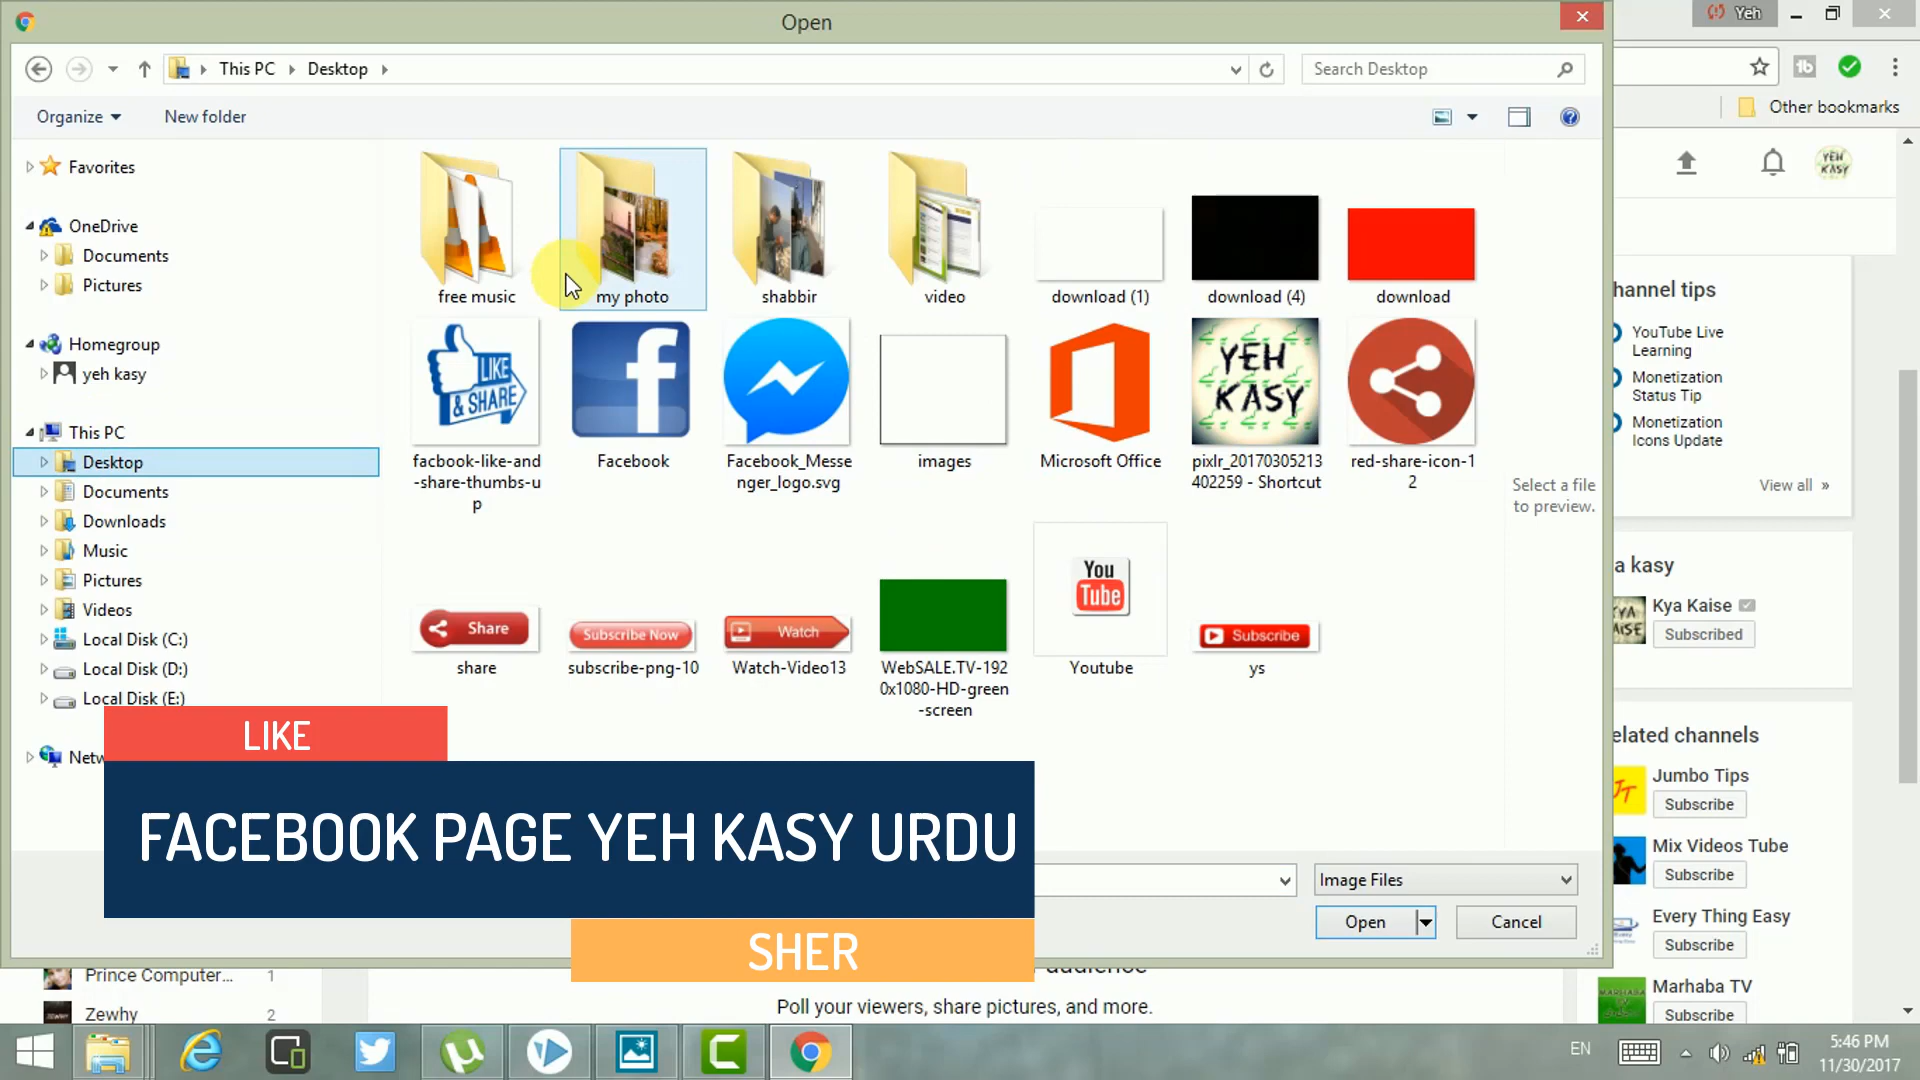 Open
Yeh
This PC
Desktop
Search Desktop
Organize
New folder
Other bookmarks
Favorites
OneDrive
Documents
Pictures
Homegroup
yeh kasy
This PC
Desktop
Documents
Downloads
Music
Pictures
Videos
Local Disk (C:)
Local Disk (D:)
Local Disk (E:)
Netw
free music
my photo
shabbir
video
download (1)
download (4)
download
LIKE
& SHARE
YEH
KASY
facbook-like-and
-share-thumbs-u
p
Facebook
Facebook_Messe
nger_logo.svg
images
Microsoft Office
pixlr_20170305213
402259 - Shortcut
red-share-icon-1
2
Share
share
Subscribe Now
subscribe-png-10
Watch
Watch-Video13
WebSALE.TV-192
0x1080-HD-green
-screen
You
Tube
Youtube
Subscribe
ys
Select a file
to preview.
YEH
KASY
hannel tips
YouTube Live
Learning
Monetization
Status Tip
Monetization
Icons Update
View all »
a kasy
Kya Kaise
Subscribed
elated channels
Jumbo Tips
Subscribe
Mix Videos Tube
Subscribe
Every Thing Easy
Subscribe
Marhaba TV
Subscribe
LIKE
FACEBOOK PAGE YEH KASY URDU
SHER
Image Files
Open
Cancel
Prince Computer... 1
Zewhy 2
audience
Poll your viewers, share pictures, and more.
EN
5:46 PM
11/30/2017